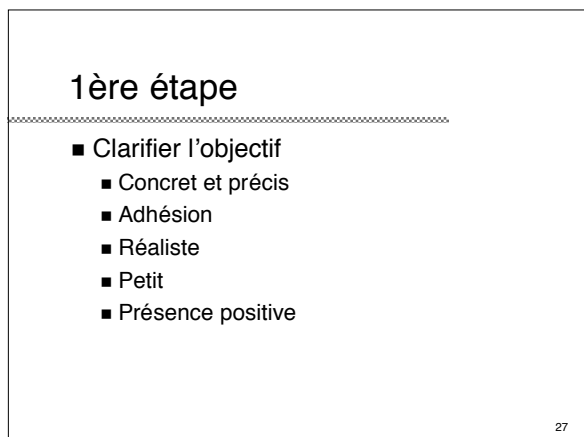 1ère étape
■ Clarifier l'objectif
■ Concret et précis
■ Adhésion
■ Réaliste
■ Petit
■ Présence positive
27